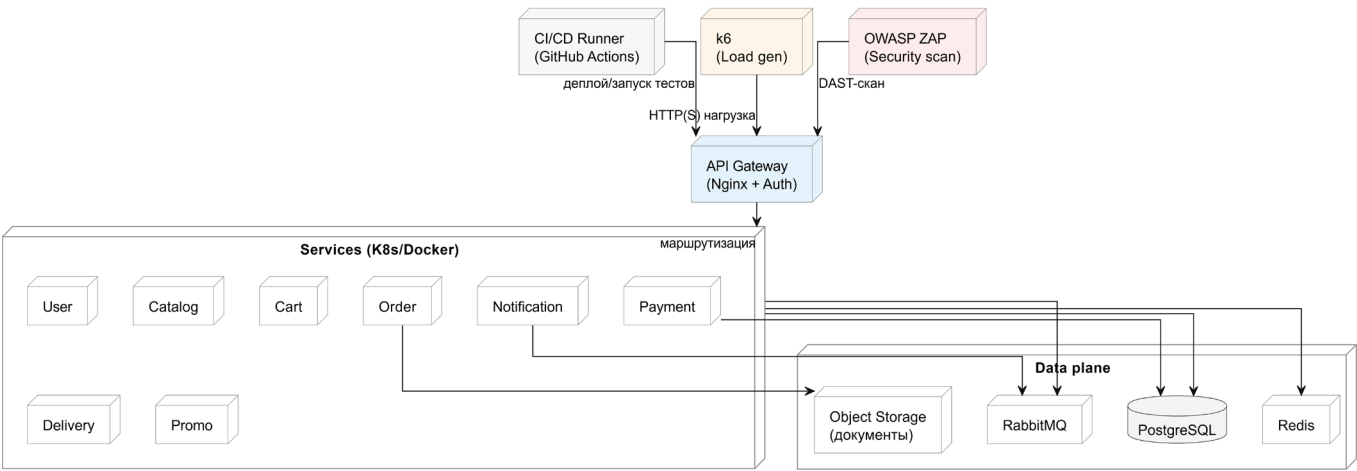 CI/CD Runner
(GitHub Actions)
k6
(Load gen)
OWASP ZAP
(Security scan)
деплой/запуск тестов
DAST-скан
HTTP(S) нагрузка
API Gateway
(Nginx + Auth)
маршрутизация
Services (K8s/Docker)
User
Catalog
Cart
Order
Notification
Payment
Delivery
Promo
Data plane
Object Storage
(документы)
RabbitMQ
PostgreSQL
Redis